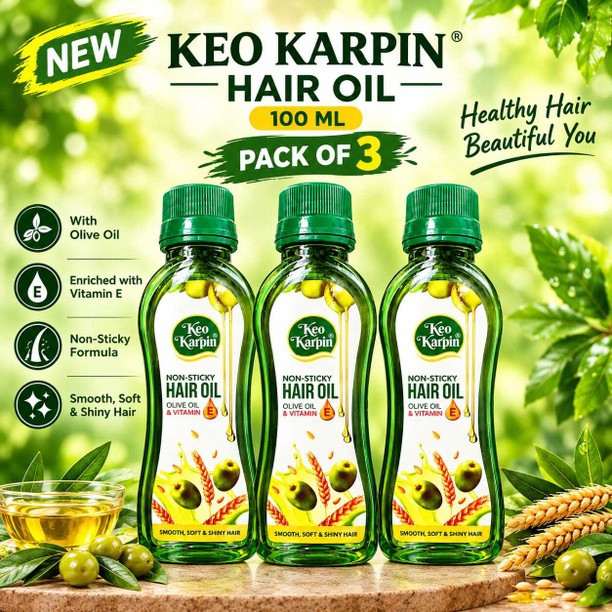 NEW
KEO KARPIN®
HAIR OIL
100 ML
PACK OF 3
Healthy Hair
Beautiful You
With
Olive Oil
E
Enriched with
Vitamin E
Non-Sticky
Formula
Smooth, Soft
& Shiny Hair
Keo
Karpin®
NON-STICKY
HAIR OIL
OLIVE OIL
& VITAMIN E
SMOOTH, SOFT & SHINY HAIR
Keo
Karpin®
NON-STICKY
HAIR OIL
OLIVE OIL
& VITAMIN E
SMOOTH, SOFT & SHINY HAIR
Keo
Karpin®
NON-STICKY
HAIR OIL
OLIVE OIL
& VITAMIN E
SMOOTH, SOFT & SHINY HAIR